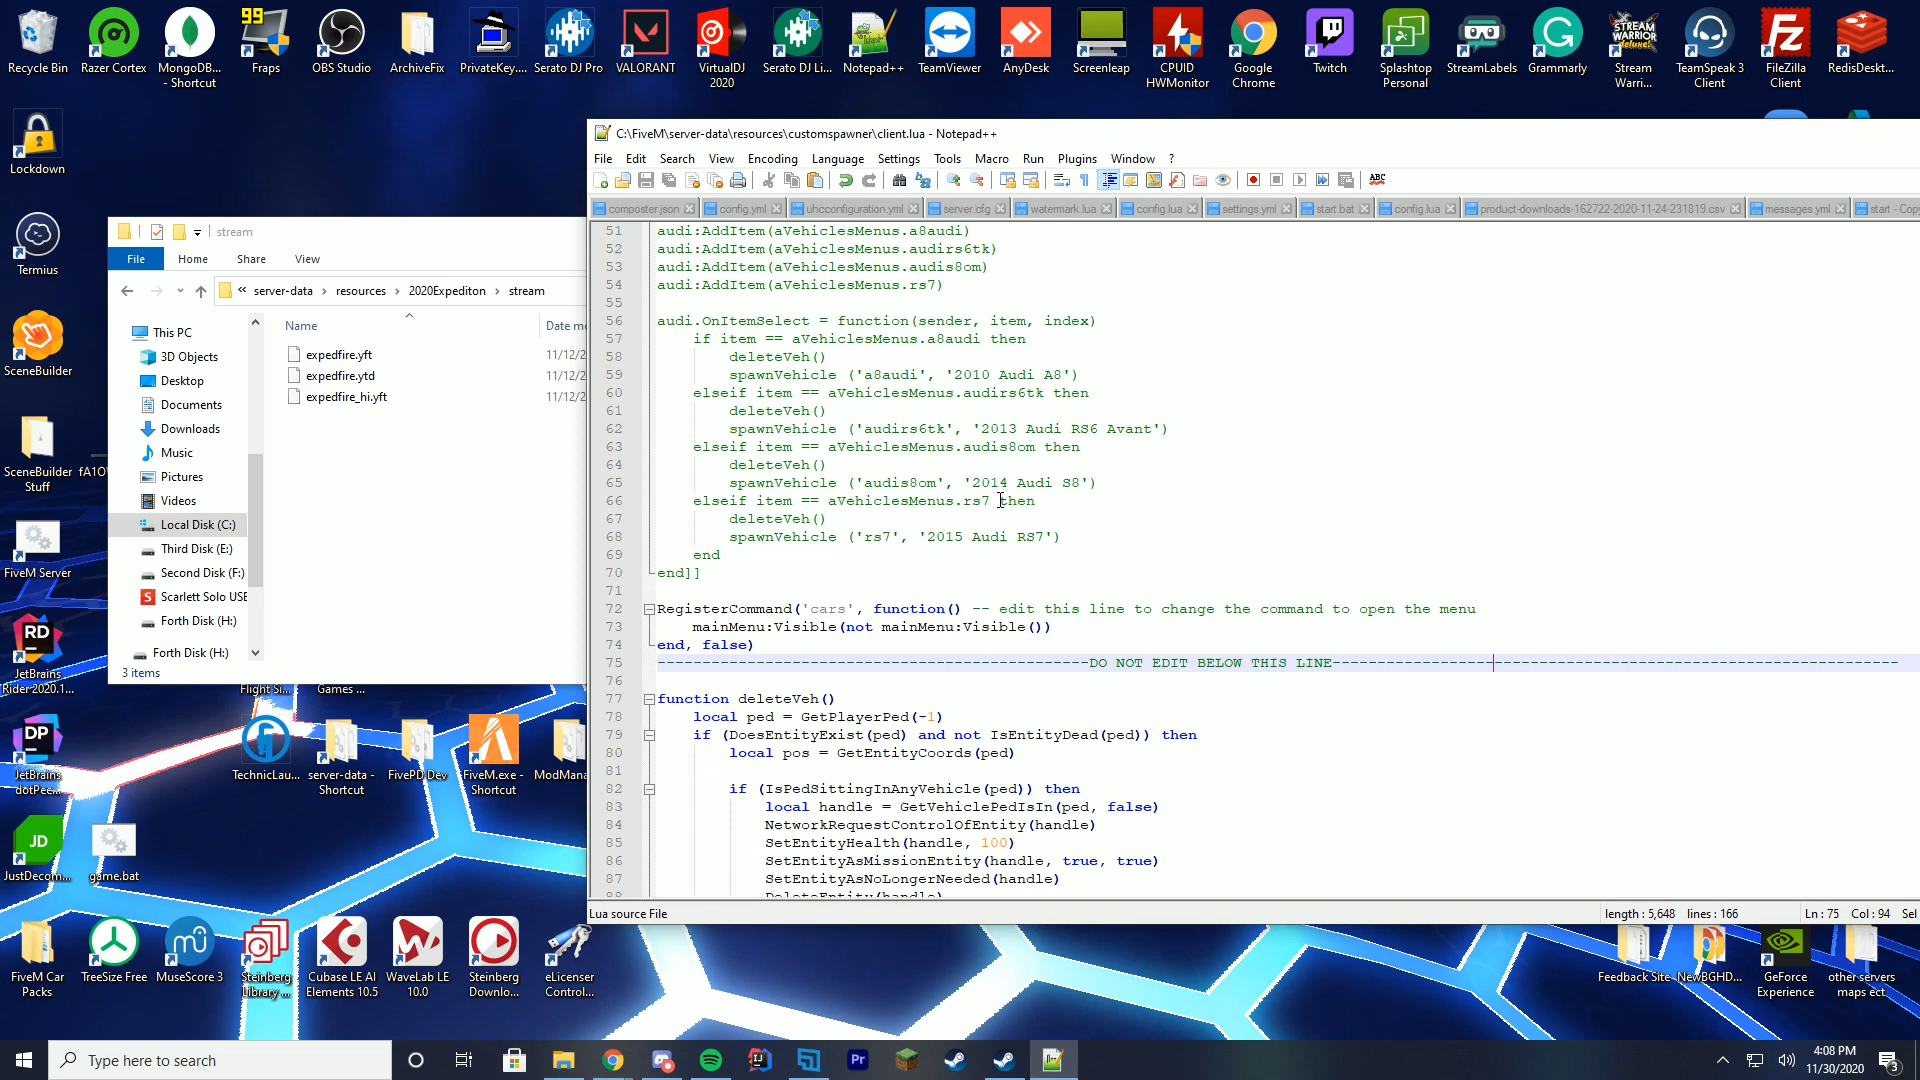 Recycle Bin
Razer Cortex
MongoDB...
- Shortcut
99
Fraps
OBS Studio
ArchiveFix
PrivateKey....
Serato DJ Pro
VALORANT
VirtualDJ
2020
Serato DJ Li...
Notepad++
TeamViewer
AnyDesk
Screenleap
CPUID
HWMonitor
Google
Chrome
Twitch
Splashtop
Personal
StreamLabels
Grammarly
Stream
Warri...
TeamSpeak 3
Client
FileZilla
Client
RedisDeskt...
Lockdown
Termius
SceneBuilder
SceneBuilder
Stuff
FiveM Server
JetBrains
Rider 2020.1...
JetBrains
dotPee...
JustDecom...
game.bat
stream
File Home Share View
« server-data › resources › 2020Expediton › stream
This PC
3D Objects
Desktop
Documents
Downloads
Music
Pictures
Videos
Local Disk (C:)
Third Disk (E:)
Second Disk (F:)
Scarlett Solo USB
Forth Disk (H:)
Forth Disk (H:)
Name Date mo
expedfire.yft 11/12/2
expedfire.ytd 11/12/2
expedfire_hi.yft 11/12/2
3 items
Flight Si...
Games ...
TechnicLau...
server-data -
Shortcut
FivePD Dev
FiveM.exe -
Shortcut
ModMana
C:\FiveM\server-data\resources\customspawner\client.lua - Notepad++
File Edit Search View Encoding Language Settings Tools Macro Run Plugins Window ?
composter.json config.yml uhcconfiguration.yml server.cfg watermark.lua config.lua settings.yml start.bat config.lua product-downloads-162722-2020-11-24-231819.csv messages.yml start - Copy
51 audi:AddItem(aVehiclesMenus.a8audi)
52 audi:AddItem(aVehiclesMenus.audirs6tk)
53 audi:AddItem(aVehiclesMenus.audis8om)
54 audi:AddItem(aVehiclesMenus.rs7)
55
56 audi.OnItemSelect = function(sender, item, index)
57 if item == aVehiclesMenus.a8audi then
58 deleteVeh()
59 spawnVehicle ('a8audi', '2010 Audi A8')
60 elseif item == aVehiclesMenus.audirs6tk then
61 deleteVeh()
62 spawnVehicle ('audirs6tk', '2013 Audi RS6 Avant')
63 elseif item == aVehiclesMenus.audis8om then
64 deleteVeh()
65 spawnVehicle ('audis8om', '2014 Audi S8')
66 elseif item == aVehiclesMenus.rs7 then
67 deleteVeh()
68 spawnVehicle ('rs7', '2015 Audi RS7')
69 end
70 end]]
71
72 RegisterCommand('cars', function() -- edit this line to change the command to open the menu
73 mainMenu:Visible(not mainMenu:Visible())
74 end, false)
75 ------------------------------------------------DO NOT EDIT BELOW THIS LINE---------------------------------------------------------------
76
77 function deleteVeh()
78 local ped = GetPlayerPed(-1)
79 if (DoesEntityExist(ped) and not IsEntityDead(ped)) then
80 local pos = GetEntityCoords(ped)
81
82 if (IsPedSittingInAnyVehicle(ped)) then
83 local handle = GetVehiclePedIsIn(ped, false)
84 NetworkRequestControlOfEntity(handle)
85 SetEntityHealth(handle, 100)
86 SetEntityAsMissionEntity(handle, true, true)
87 SetEntityAsNoLongerNeeded(handle)
88 DeleteEntity(handle)
Lua source File length : 5,648 lines : 166 Ln : 75 Col : 94 Sel
FiveM Car
Packs
TreeSize Free
MuseScore 3
Steinberg
Library ...
Cubase LE AI
Elements 10.5
WaveLab LE
10.0
Steinberg
Downlo...
eLicenser
Control...
Feedback Site
NewBGHD...
GeForce
Experience
other servers
maps ect.
Type here to search
4:08 PM
11/30/2020
3